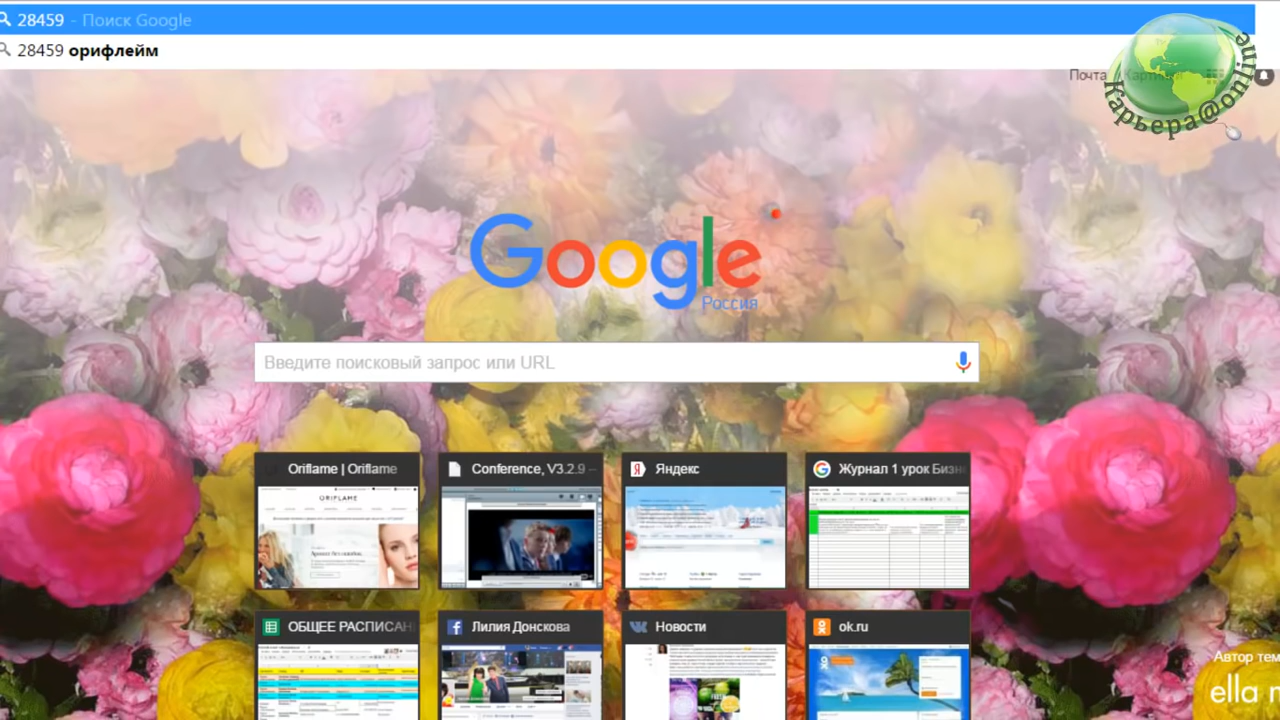 28459 - Поиск Google
28459 орифлейм
Почта
Карьера@online
Google
Россия
Введите поисковый запрос или URL
Oriflame | Oriflame
Conference, V3.2.9 –
Яндекс
Журнал 1 урок Бизн
ORIFLAME
ОБЩЕЕ РАСПИСАН
Лилия Донскова
Новости
ok.ru
Автор тем
ella